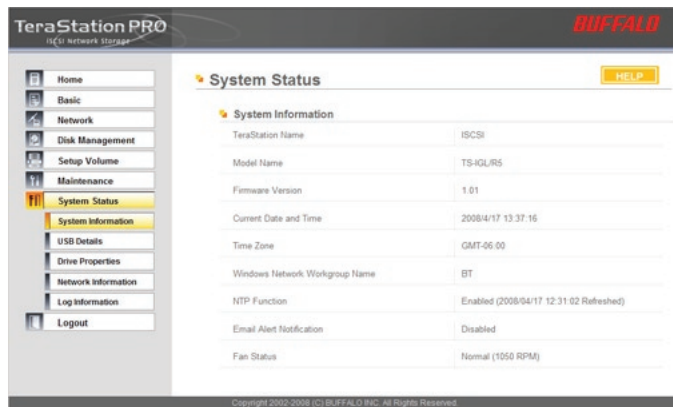 TeraStation PRO
iSCSI Network Storage
BUFFALO
Home
Basic
Network
Disk Management
Setup Volume
Maintenance
System Status
System Information
USB Details
Drive Properties
Network Information
Log Information
Logout
System Status
HELP
System Information
TeraStation Name ISCSI
Model Name TS-IGL/R5
Firmware Version 1.01
Current Date and Time 2008/4/17 13:37:16
Time Zone GMT-06:00
Windows Network Workgroup Name BT
NTP Function Enabled (2008/04/17 12:31:02 Refreshed)
Email Alert Notification Disabled
Fan Status Normal (1050 RPM)
Copyright 2002-2008 (C) BUFFALO INC. All Rights Reserved.